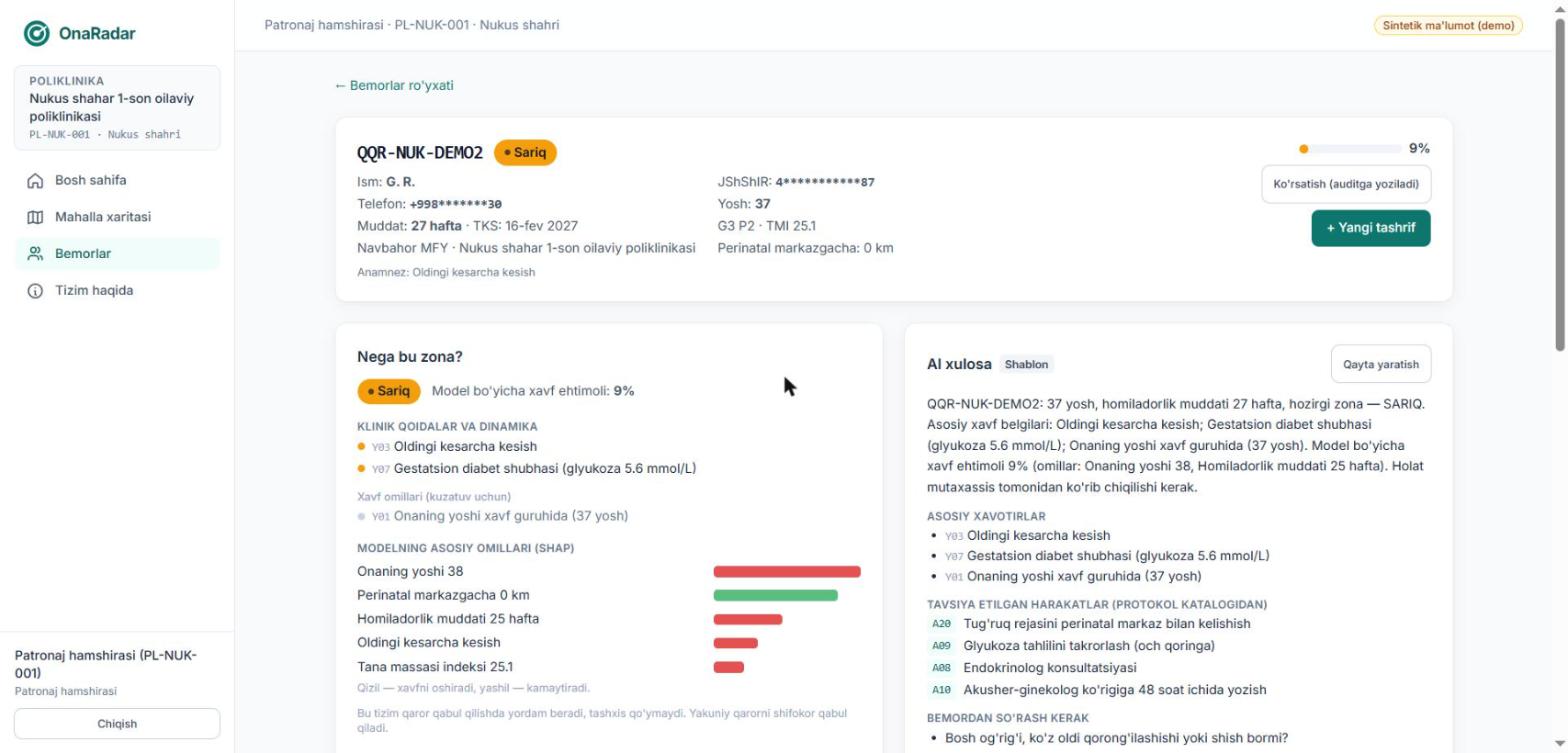 OnaRadar
POLIKLINIKA
Nukus shahar 1-son oilaviy
poliklinikasi
PL-NUK-001 · Nukus shahri
Bosh sahifa
Mahalla xaritasi
Bemorlar
Tizim haqida
Patronaj hamshirasi (PL-NUK-
001)
Patronaj hamshirasi
Chiqish
Patronaj hamshirasi · PL-NUK-001 · Nukus shahri
Sintetik ma'lumot (demo)
← Bemorlar ro'yxati
QQR-NUK-DEMO2 • Sariq
9%
Ism: G. R.
JShShIR: 4***********87
Ko'rsatish (auditga yoziladi)
Telefon: +998*******30
Yosh: 37
Muddat: 27 hafta · TKS: 16-fev 2027
G3 P2 · TMI 25.1
+ Yangi tashrif
Navbahor MFY · Nukus shahar 1-son oilaviy poliklinikasi
Perinatal markazgacha: 0 km
Anamnez: Oldingi kesarcha kesish
Nega bu zona?
• Sariq Model bo'yicha xavf ehtimoli: 9%
KLINIK QOIDALAR VA DINAMIKA
Y03 Oldingi kesarcha kesish
Y07 Gestatsion diabet shubhasi (glyukoza 5.6 mmol/L)
Xavf omillari (kuzatuv uchun)
Y01 Onaning yoshi xavf guruhida (37 yosh)
MODELNING ASOSIY OMILLARI (SHAP)
Onaning yoshi 38
Perinatal markazgacha 0 km
Homiladorlik muddati 25 hafta
Oldingi kesarcha kesish
Tana massasi indeksi 25.1
Qizil — xavfni oshiradi, yashil — kamaytiradi.
Bu tizim qaror qabul qilishda yordam beradi, tashxis qo'ymaydi. Yakuniy qarorni shifokor qabul
qiladi.
AI xulosa Shablon
Qayta yaratish
QQR-NUK-DEMO2: 37 yosh, homiladorlik muddati 27 hafta, hozirgi zona — SARIQ.
Asosiy xavf belgilari: Oldingi kesarcha kesish; Gestatsion diabet shubhasi
(glyukoza 5.6 mmol/L); Onaning yoshi xavf guruhida (37 yosh). Model bo'yicha
xavf ehtimoli 9% (omillar: Onaning yoshi 38, Homiladorlik muddati 25 hafta). Holat
mutaxassis tomonidan ko'rib chiqilishi kerak.
ASOSIY XAVOTIRLAR
• Y03 Oldingi kesarcha kesish
• Y07 Gestatsion diabet shubhasi (glyukoza 5.6 mmol/L)
• Y01 Onaning yoshi xavf guruhida (37 yosh)
TAVSIYA ETILGAN HARAKATLAR (PROTOKOL KATALOGIDAN)
A20 Tug'ruq rejasini perinatal markaz bilan kelishish
A09 Glyukoza tahlilini takrorlash (och qoringa)
A08 Endokrinolog konsultatsiyasi
A10 Akusher-ginekolog ko'rigiga 48 soat ichida yozish
BEMORDAN SO'RASH KERAK
• Bosh og'rig'i, ko'z oldi qorong'ilashishi yoki shish bormi?